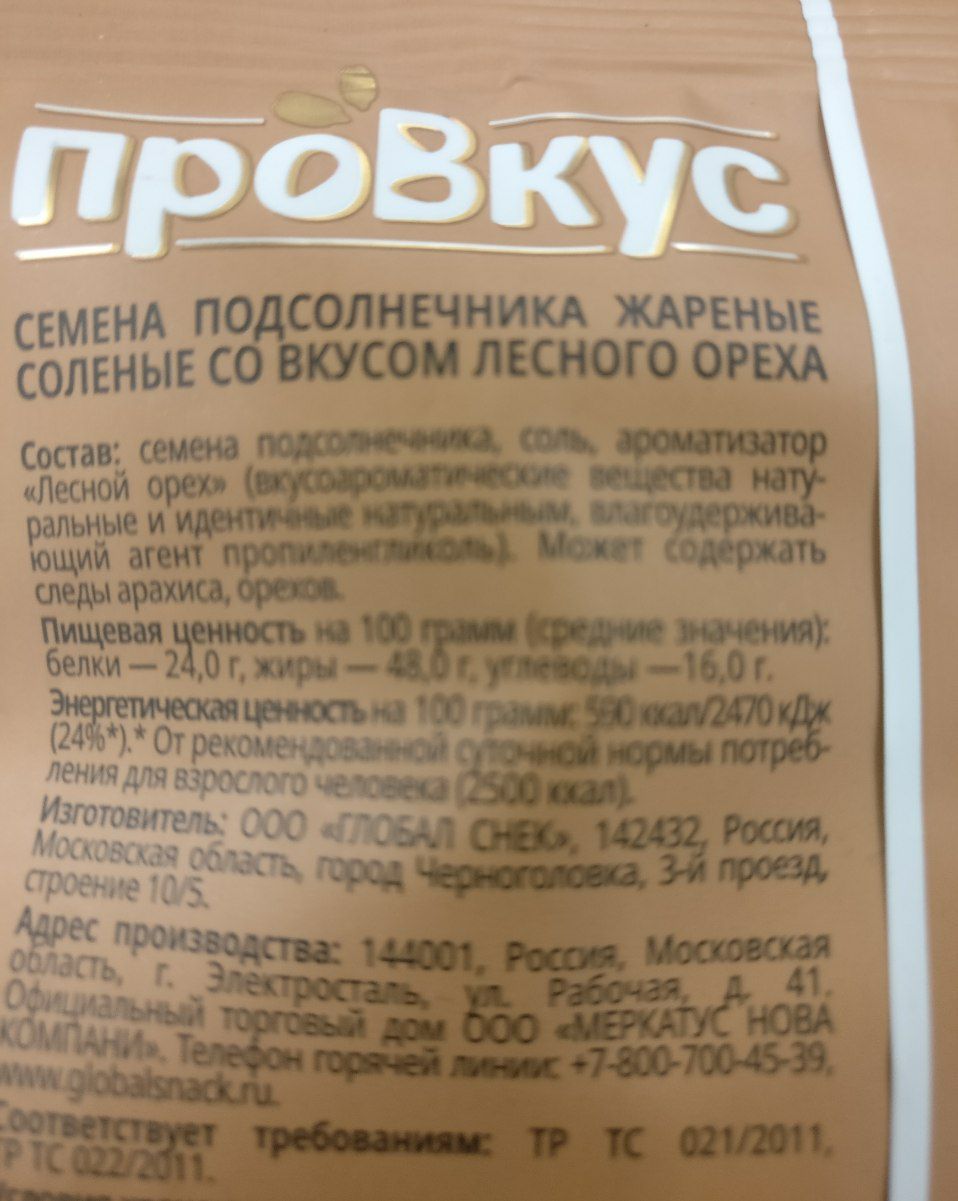 проВкус
СЕМЕНА ПОДСОЛНЕЧНИКА ЖАРЕНЫЕ
СОЛЕНЫЕ СО ВКУСОМ ЛЕСНОГО ОРЕХА
Состав: семена подсолнечника, соль, ароматизатор
«Лесной орех» (вкусоароматические вещества нату-
ральные и идентичные натуральным, влагоудержива-
ющий агент пропиленгликоль). Может содержать
следы арахиса, орехов.
Пищевая ценность на 100 грамм (средние значения):
белки — 24,0 г, жиры — 48,0 г, углеводы —16,0 г.
Энергетическая ценность на 100 грамм: 590 ккал/2470 кДж
(24%*).* От рекомендованной суточной нормы потреб-
ления для взрослого человека (2500 ккал).
Изготовитель: ООО «ГЛОБАЛ СНЕК», 142432, Россия,
Московская область, город Черноголовка, 3-й проезд,
строение 10/5.
Адрес производства: 144001, Россия, Московская
область, г. Электросталь, ул. Рабочая, д. 41.
Официальный торговый дом ООО «МЕРКАТУС НОВА
КОМПАНИ». Телефон горячей линии: +7-800-700-45-39,
www.globalsnack.ru.
Соответствует требованиям: ТР ТС 021/2011,
ТР ТС 022/2011.